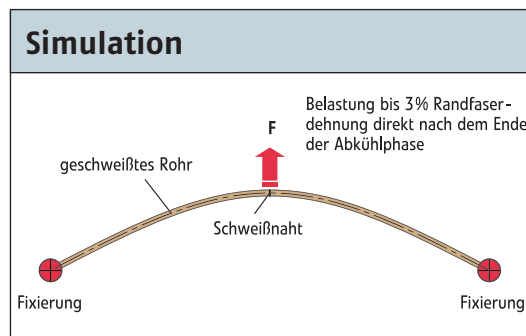 Simulation
Belastung bis 3% Randfaser-
dehnung direkt nach dem Ende
der Abkühlphase
F
geschweißtes Rohr
Schweißnaht
Fixierung
Fixierung